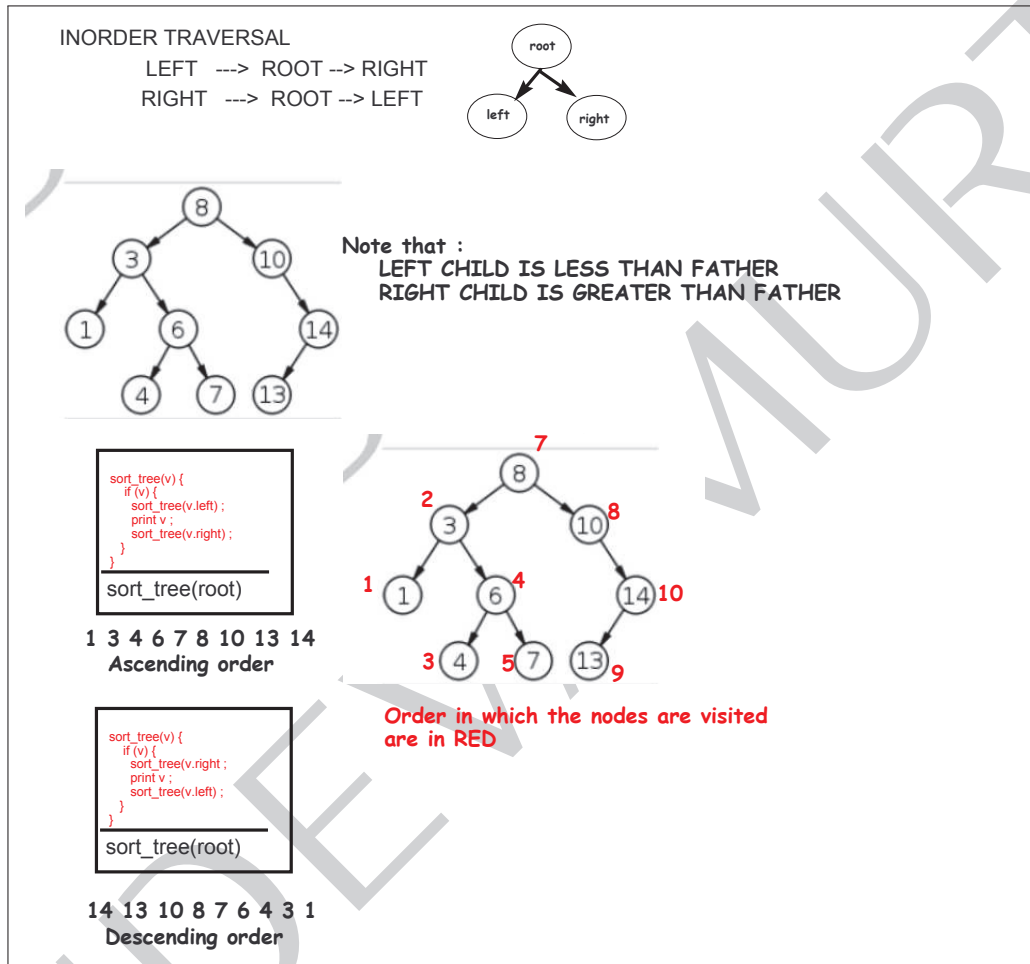 INORDER TRAVERSAL
LEFT ---> ROOT --> RIGHT
RIGHT ---> ROOT --> LEFT
root
left
right
8
3
10
1
6
14
4
7
13
Note that :
LEFT CHILD IS LESS THAN FATHER
RIGHT CHILD IS GREATER THAN FATHER
sort_tree(v) {
if (v) {
sort_tree(v.left) ;
print v ;
sort_tree(v.right) ;
}
}
sort_tree(root)
1 3 4 6 7 8 10 13 14
Ascending order
7
8
2
3
10
8
1
1
6
4
14
10
3
4
5
7
13
9
Order in which the nodes are visited
are in RED
sort_tree(v) {
if (v) {
sort_tree(v.right ;
print v ;
sort_tree(v.left) ;
}
}
sort_tree(root)
14 13 10 8 7 6 4 3 1
Descending order